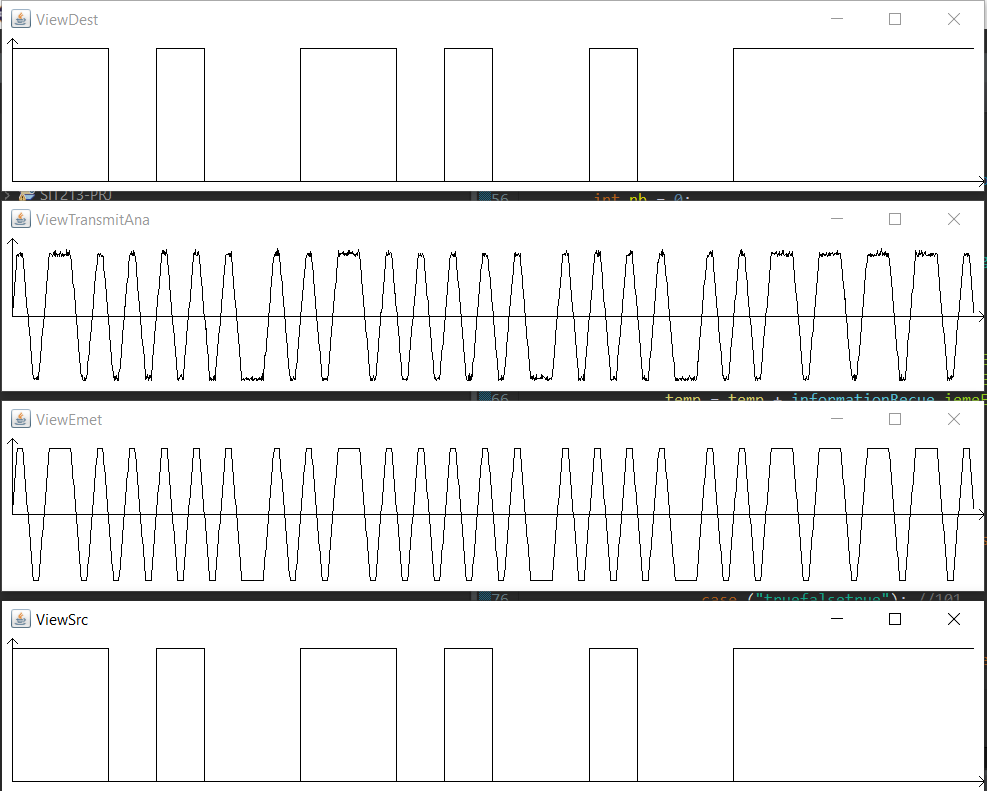 ViewDest
SIT213-PRJ
56 int nb = 0;
ViewTransmitAna
66 temp = temp + informationRecue.iemeE
ViewEmet
76 case ("truefalsetrue"): //101
ViewSrc